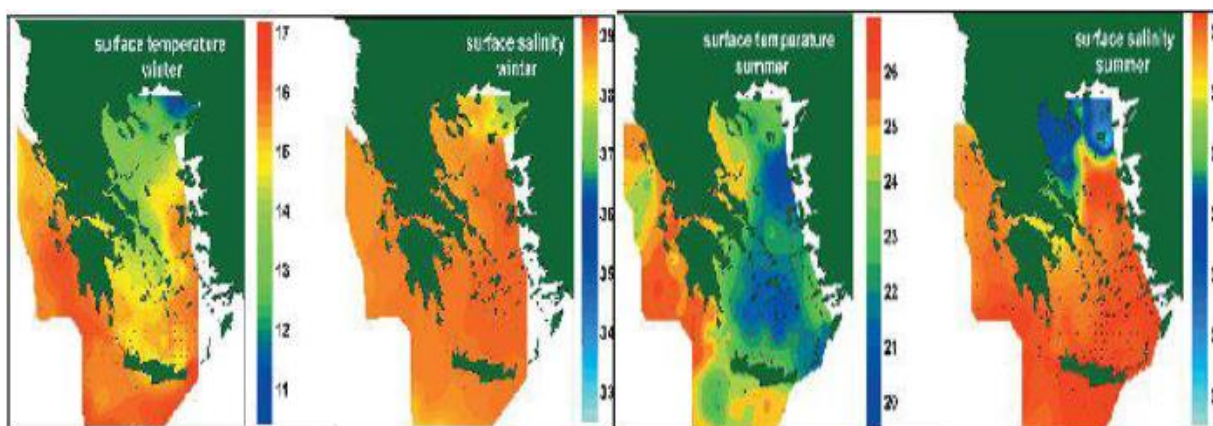 surface temperature
winter
17
16
15
14
13
12
11
surface salinity
winter
39
38
37
36
35
34
33
surface temperature
summer
26
25
24
23
22
21
20
surface salinity
summer